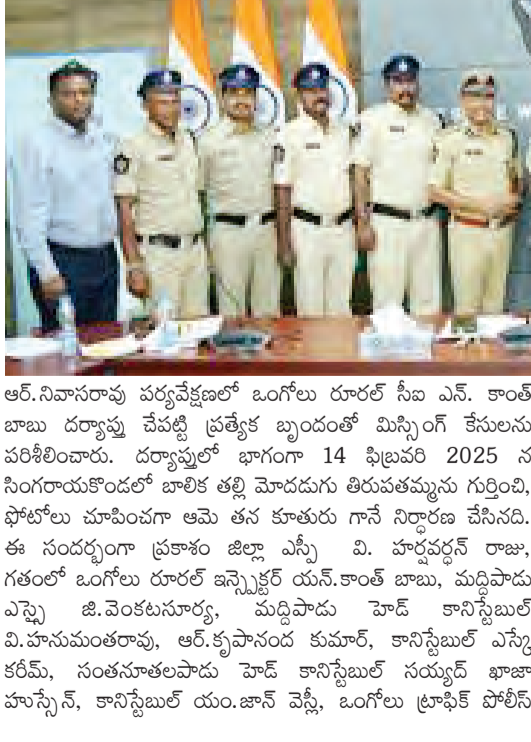 ఆర్.నివాసరావు పర్యవేక్షణలో ఒంగోలు రూరల్ సీఐ ఎన్. కాంత్
బాబు దర్యాప్తు చేపట్టి ప్రత్యేక బృందంతో మిస్సింగ్ కేసులను
పరిశీలించారు. దర్యాప్తులో భాగంగా 14 ఫిబ్రవరి 2025 న
సింగరాయకొండలో బాలిక తల్లి మోదడుగు తిరుపతమ్మను గుర్తించి,
ఫోటోలు చూపించగా ఆమె తన కూతురు గానే నిర్ధారణ చేసినది.
ఈ సందర్భంగా ప్రకాశం జిల్లా ఎస్పీ వి. హర్షవర్ధన్ రాజు,
గతంలో ఒంగోలు రూరల్ ఇన్స్పెక్టర్ యన్.కాంత్ బాబు, మద్దిపాడు
ఎస్సై జి.వెంకటసూర్య, మద్దిపాడు హెడ్ కానిస్టేబుల్
వి.హనుమంతరావు, ఆర్.కృపానంద కుమార్, కానిస్టేబుల్ ఎస్కే
కరీమ్, సంతనూతలపాడు హెడ్ కానిస్టేబుల్ సయ్యద్ ఖాజా
హుస్సేన్, కానిస్టేబుల్ యం.జాన్ వెస్లీ, ఒంగోలు ట్రాఫిక్ పోలీస్